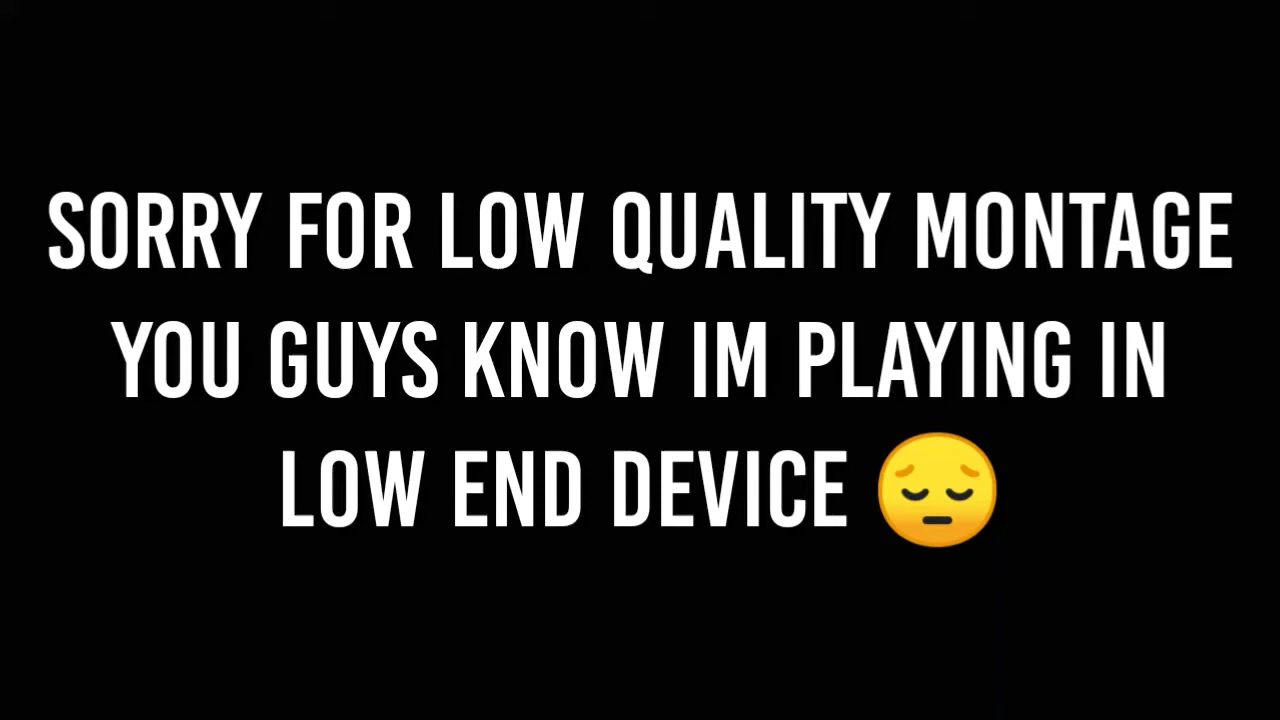 SORRY FOR LOW QUALITY MONTAGE
YOU GUYS KNOW IM PLAYING IN
LOW END DEVICE 😔